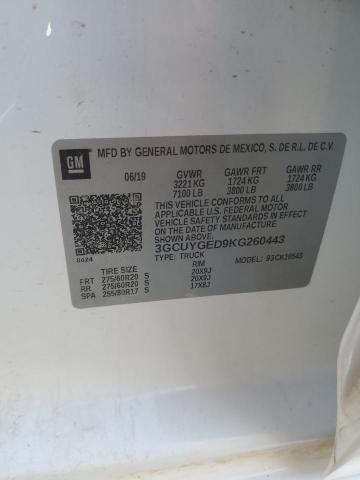 GM
MFD BY GENERAL MOTORS DE MEXICO, S. DE R.L. DE C.V.
06/19 GVWR GAWR FRT GAWR RR
3221 KG 1724 KG 1724 KG
7100 LB 3800 LB 3800 LB
THIS VEHICLE CONFORMS TO ALL
APPLICABLE U.S. FEDERAL MOTOR
VEHICLE SAFETY STANDARDS IN EFFECT
ON THE DATE OF MANUFACTURE
SHOWN ABOVE.
3GCUYGED9KG260443
0424
TYPE: TRUCK MODEL: 93CK10543
TIRE SIZE RIM
FRT 275/60R20 S 20X9J
RR 275/60R20 S 20X9J
SPA 255/80R17 S 17X8J